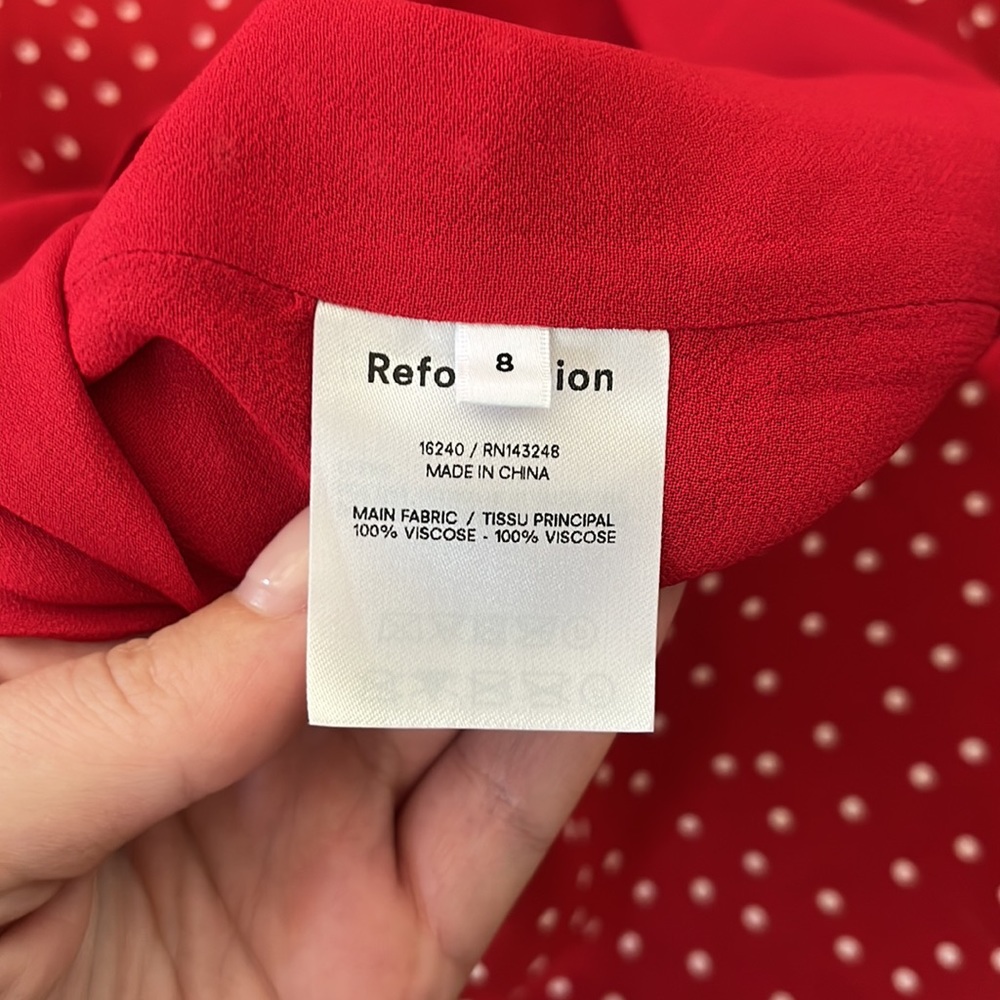 Refo 8 ion
16240 / RN143248
MADE IN CHINA
MAIN FABRIC / TISSU PRINCIPAL
100% VISCOSE - 100% VISCOSE